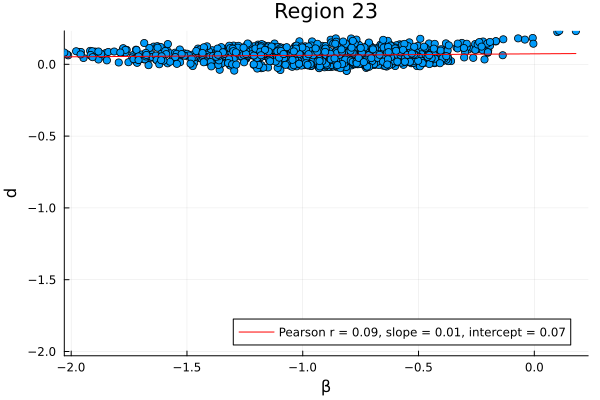 Region 23
d
0.0
−0.5
−1.0
−1.5
−2.0
Pearson r = 0.09, slope = 0.01, intercept = 0.07
−2.0 −1.5 −1.0 −0.5 0.0
β